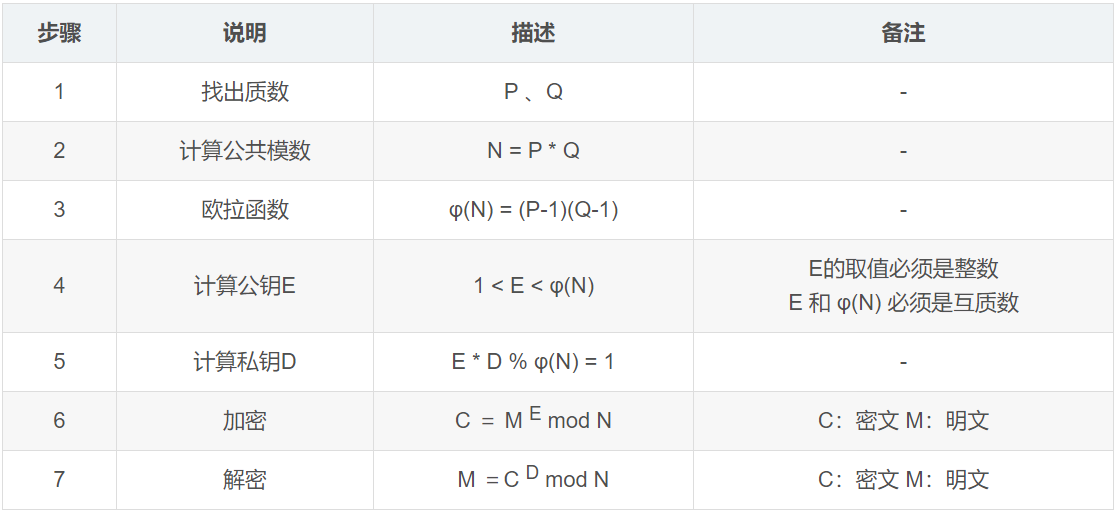 步骤 说明 描述 备注
1 找出质数 P 、Q -
2 计算公共模数 N = P * Q -
3 欧拉函数 φ(N) = (P-1)(Q-1) -
4 计算公钥E 1 < E < φ(N) E的取值必须是整数
E 和 φ(N) 必须是互质数
5 计算私钥D E * D % φ(N) = 1 -
6 加密 C ＝ M E mod N C：密文 M：明文
7 解密 M ＝C D mod N C：密文 M：明文